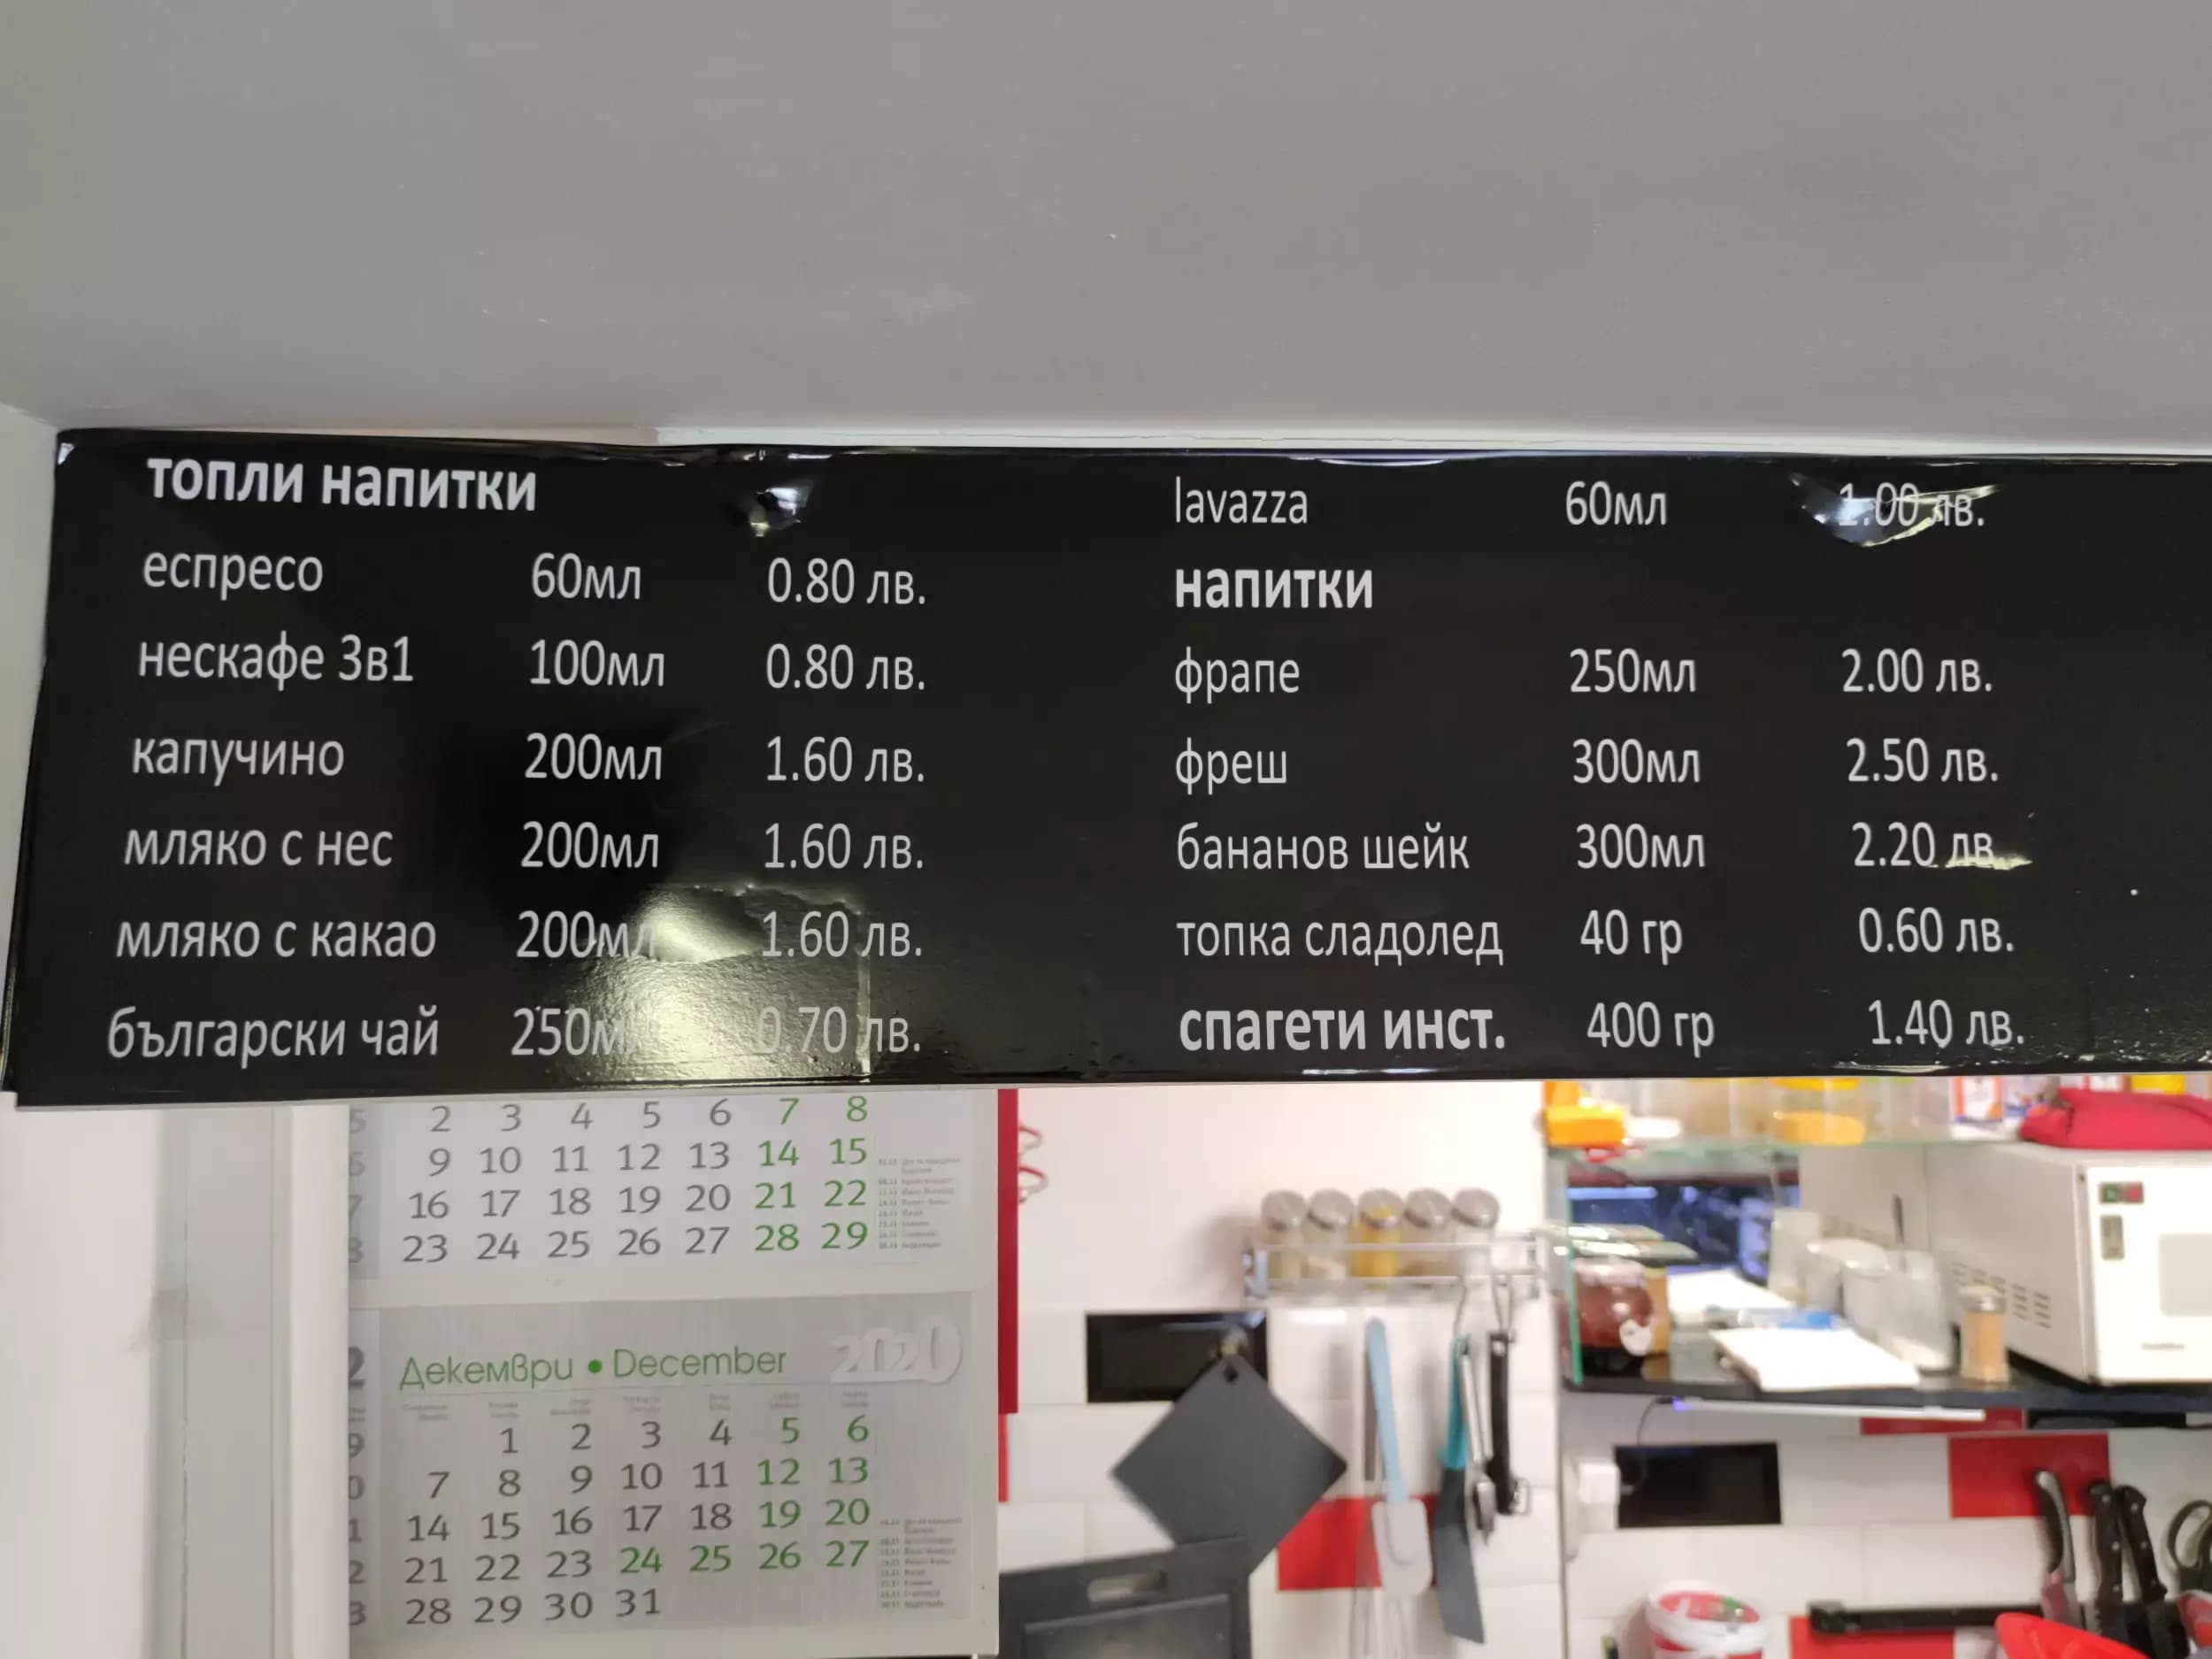 топли напитки
еспресо 60мл 0.80 лв.
нескафе 3в1 100мл 0.80 лв.
капучино 200мл 1.60 лв.
мляко с нес 200мл 1.60 лв.
мляко с какао 200мл 1.60 лв.
български чай 250м 0.70 лв.
lavazza 60мл 1.00 лв.
напитки
фрапе 250мл 2.00 лв.
фреш 300мл 2.50 лв.
бананов шейк 300мл 2.20 лв.
топка сладолед 40 гр 0.60 лв.
спагети инст. 400 гр 1.40 лв.
2 3 4 5 6 7 8
9 10 11 12 13 14 15
16 17 18 19 20 21 22
23 24 25 26 27 28 29
Декември • December 2020
1 2 3 4 5 6
7 8 9 10 11 12 13
14 15 16 17 18 19 20
21 22 23 24 25 26 27
28 29 30 31